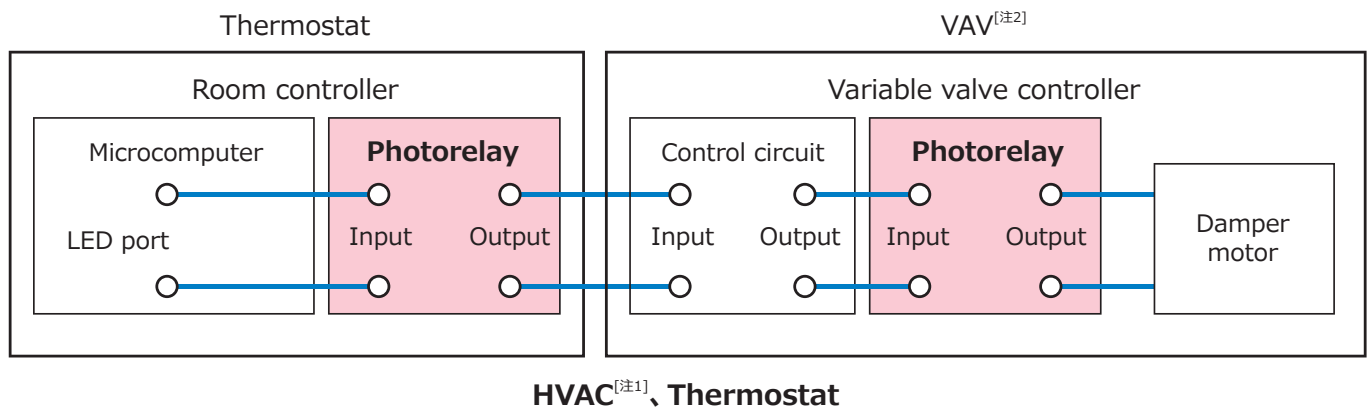 Thermostat
VAV[注2]
Room controller
Variable valve controller
Microcomputer
Photorelay
Control circuit
Photorelay
LED port
Input
Output
Input
Output
Input
Output
Damper
motor
HVAC[注1]、Thermostat